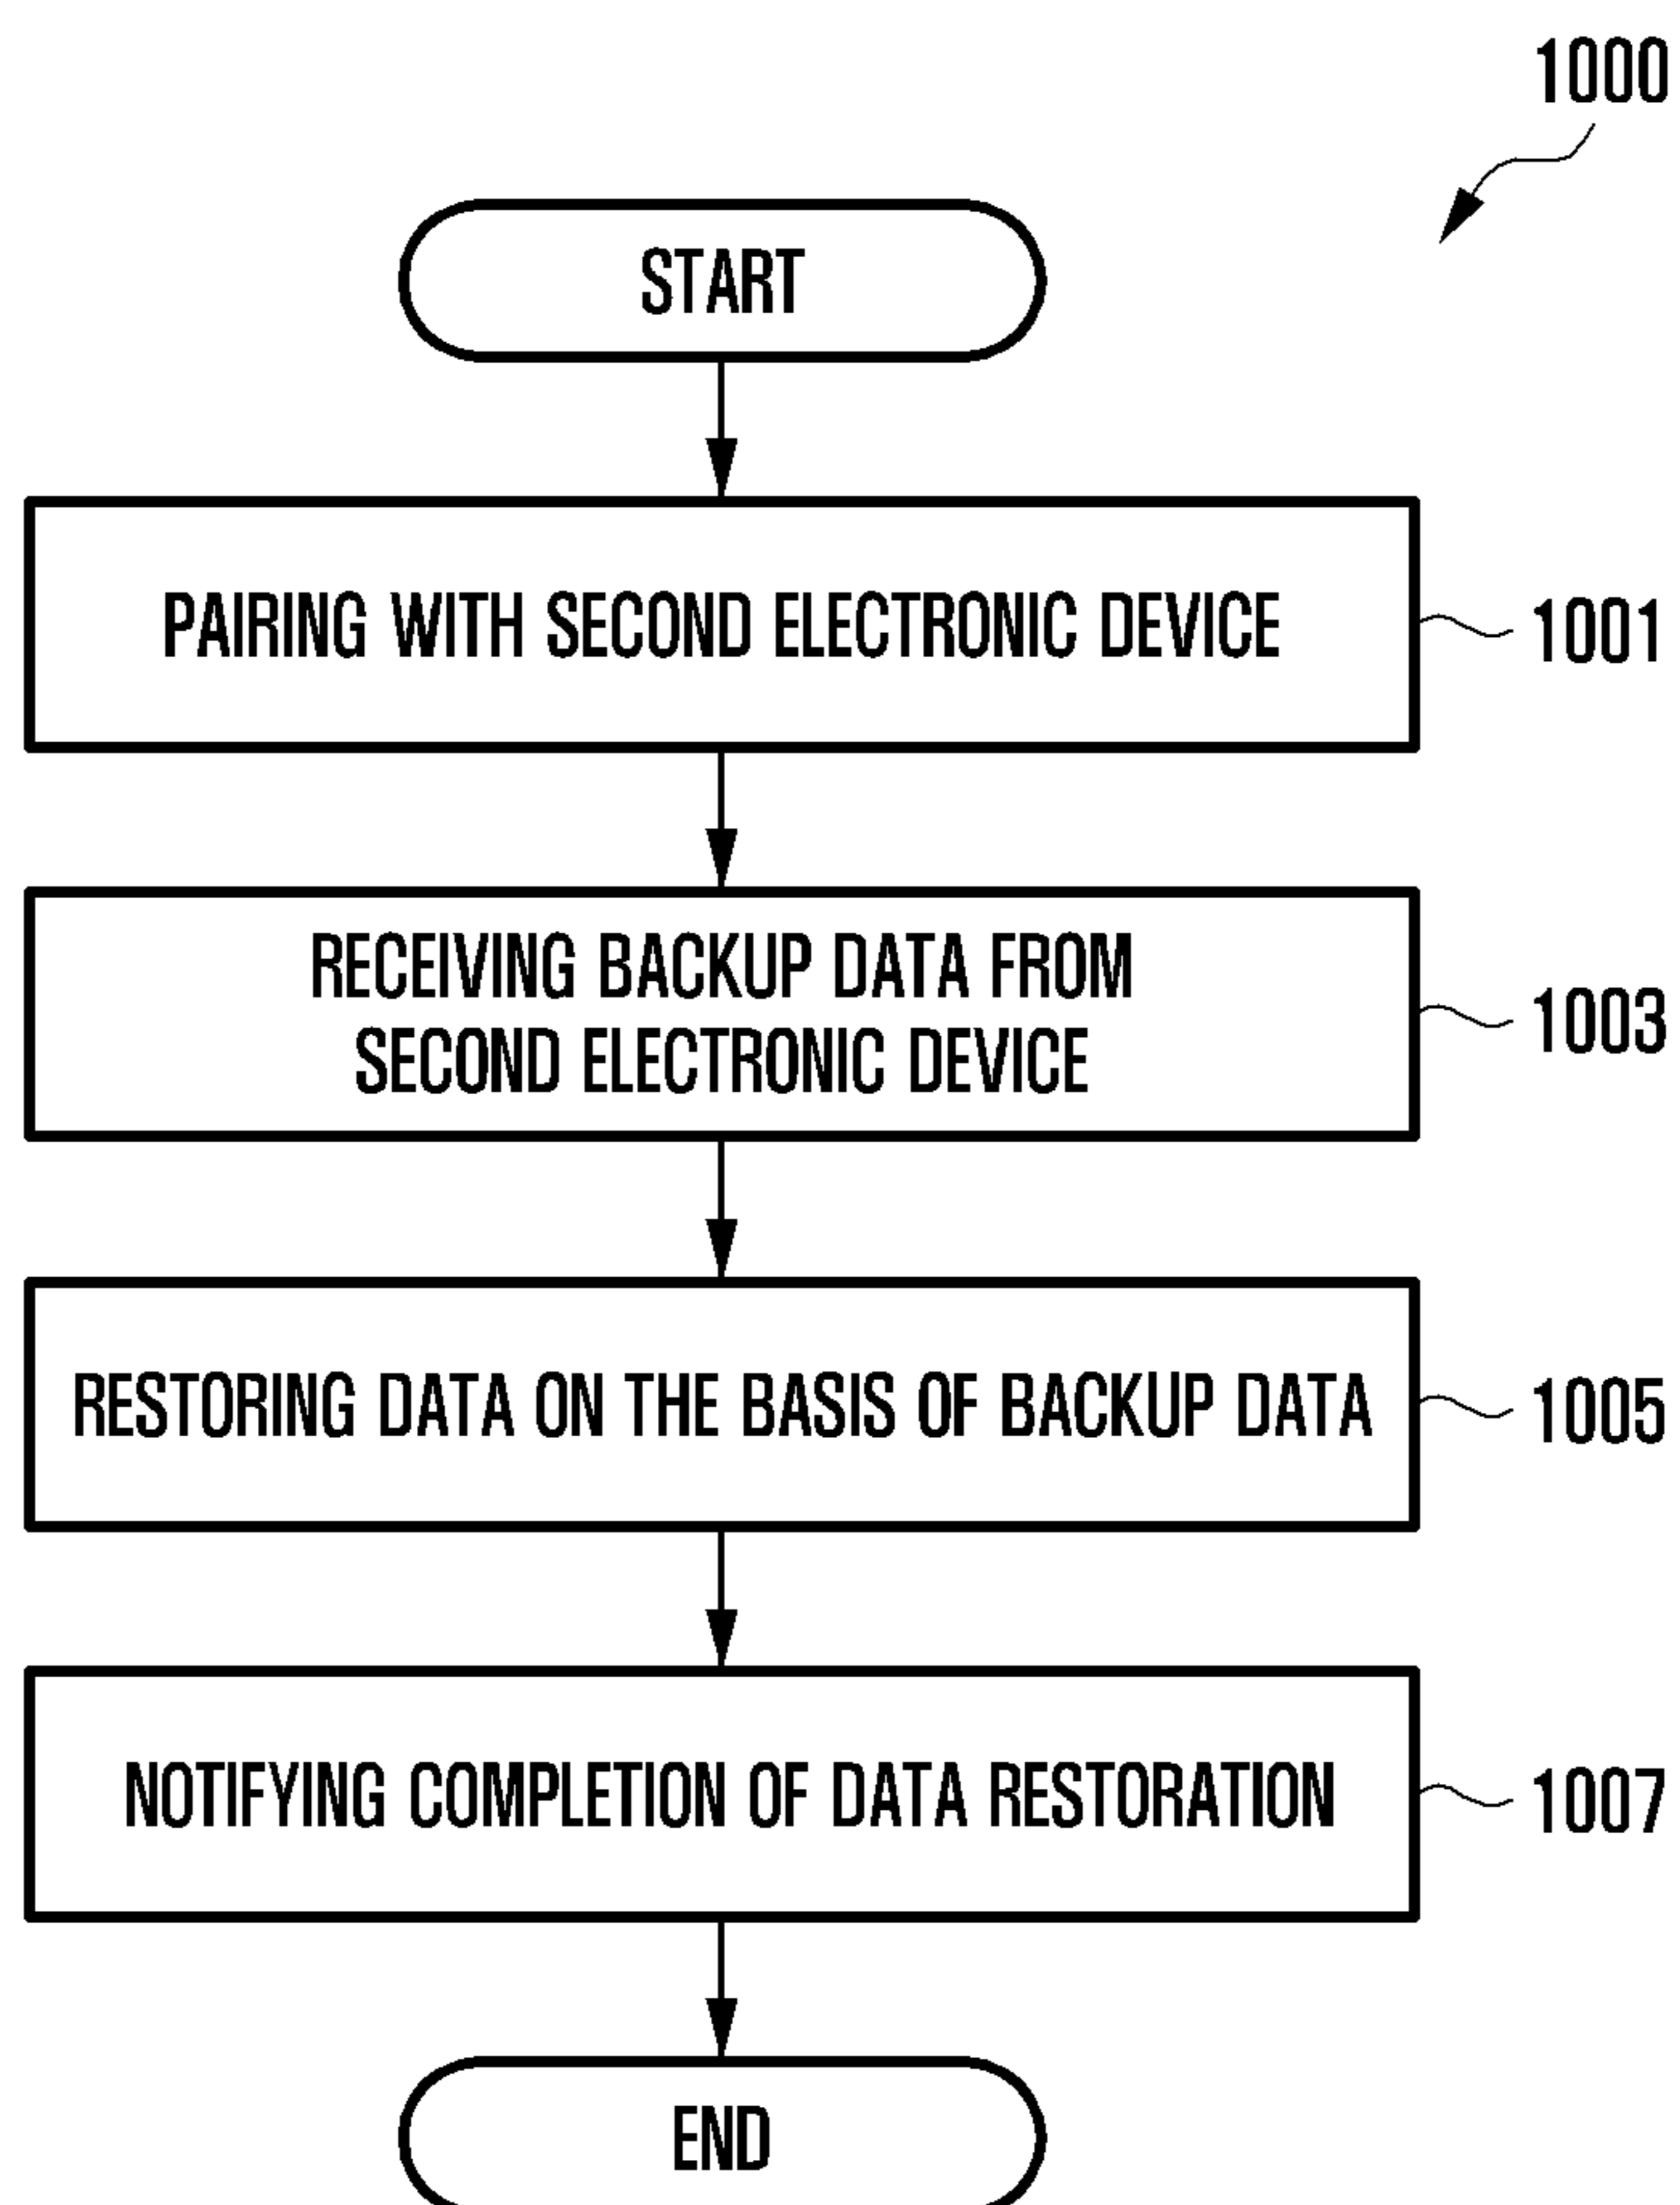 1000
START
PAIRING WITH SECOND ELECTRONIC DEVICE
1001
RECEIVING BACKUP DATA FROM
SECOND ELECTRONIC DEVICE
1003
RESTORING DATA ON THE BASIS OF BACKUP DATA
1005
NOTIFYING COMPLETION OF DATA RESTORATION
1007
END